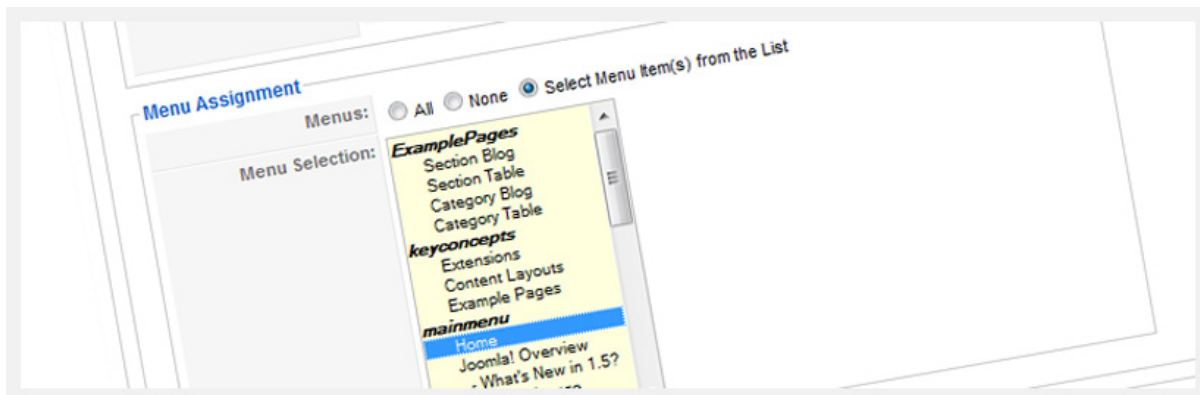 Menu Assignment
Menus:
All None Select Menu Item(s) from the List
Menu Selection:
ExamplePages
Section Blog
Section Table
Category Blog
Category Table
keyconcepts
Extensions
Content Layouts
Example Pages
mainmenu
Home
Joomla! Overview
- What's New in 1.5?